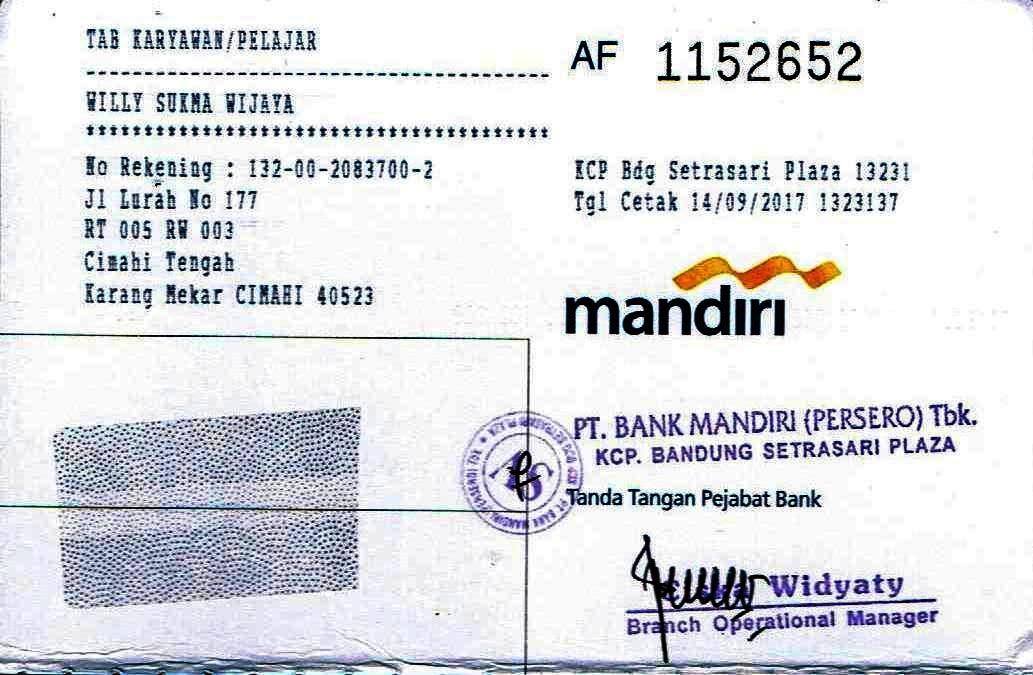 TAB KARYAWAN/PELAJAR
AF 1152652
WILLY SUKMA WIJAYA
No Rekening : 132-00-2083700-2
Jl Lurah No 177
RT 005 RW 003
Cimahi Tengah
Karang Mekar CIMAHI 40523
KCP Bdg Setrasari Plaza 13231
Tgl Cetak 14/09/2017 1323137
mandiri
PT. BANK MANDIRI (PERSERO) Tbk.
KCP. BANDUNG SETRASARI PLAZA
Tanda Tangan Pejabat Bank
Widyaty
Branch Operational Manager